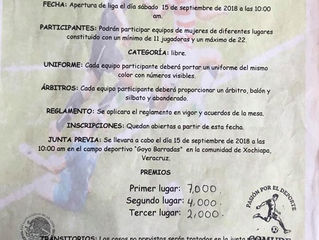 FECHA: Apertura de liga el día sábado 15 de septiembre de 2018 a las 10:00
am.
PARTICIPANTES: Podrán participar equipos de mujeres de diferentes lugares
constituido con un mínimo de 11 jugadoras y un máximo de 22.
CATEGORÍA: libre.
UNIFORME: Cada equipo participante deberá portar un uniforme del mismo
color con números visibles.
ÁRBITROS: Cada equipo participante deberá proporcionar un árbitro, balón y
silbato y abanderado.
REGLAMENTO: Se aplicara el reglamento en vigor y acuerdos de la mesa.
INSCRIPCIONES: Quedan abiertas a partir de esta fecha.
JUNTA PREVIA: Se llevara a cabo el día 15 de septiembre de 2018 a las
10:00 am en el campo deportivo "Goyo Barradas" en la comunidad de Xochiapa,
Veracruz.
PREMIOS
Primer lugar: 7,000
Segundo lugar: 4,000
Tercer lugar: 2,000
PASIÓN POR EL DEPORTE
TRANSITORIOS: Los casos no previstos serán tratados en la junta